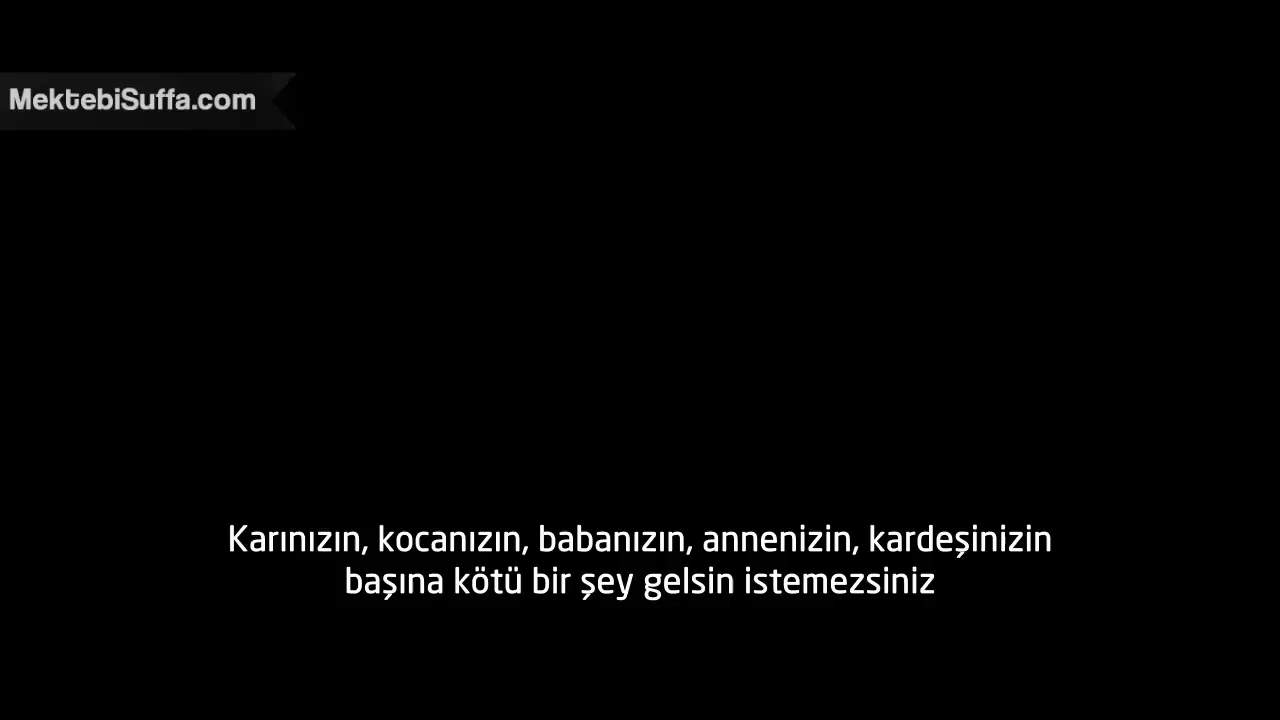 MektebiSuffa.com
Karınızın, kocanızın, babanızın, annenizin, kardeşinizin
başına kötü bir şey gelsin istemezsiniz